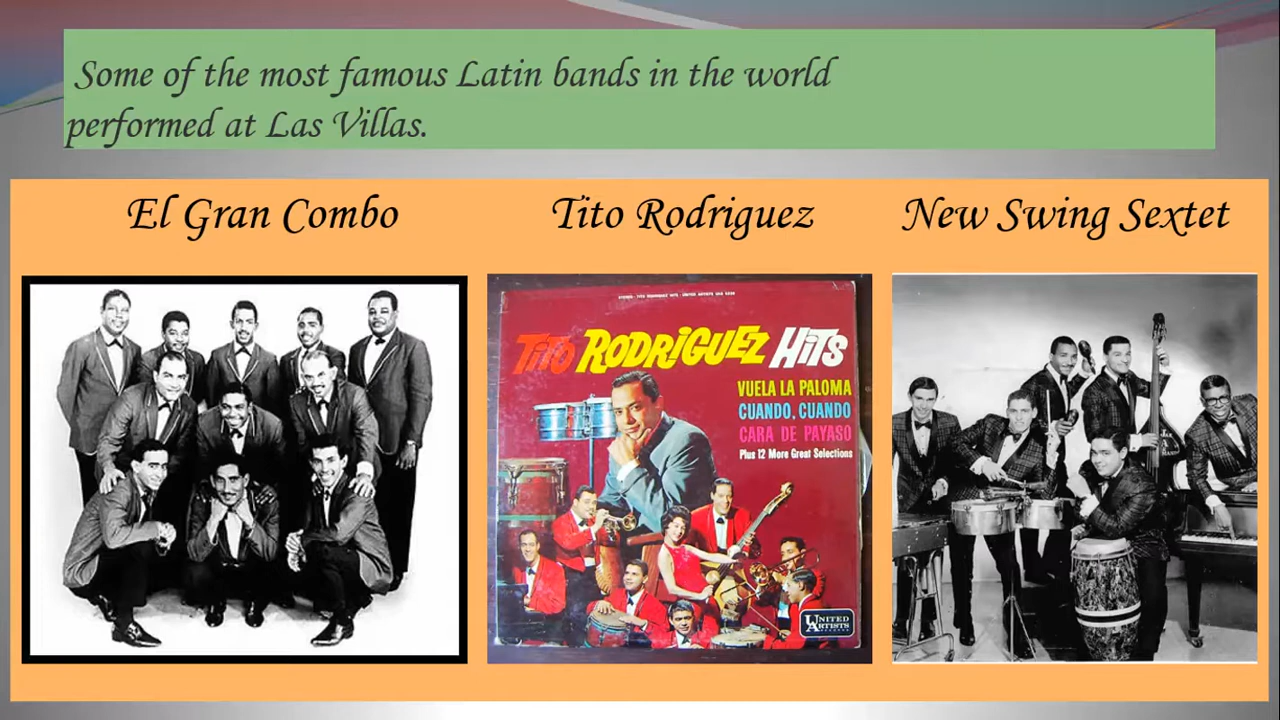 Some of the most famous Latin bands in the world
performed at Las Villas.
El Gran Combo
Tito Rodriguez
New Swing Sextet
TITO RODRIGUEZ HITS
VUELA LA PALOMA
CUANDO, CUANDO
CARA DE PAYASO
Plus 12 More Great Selections
UNITED
ARTISTS